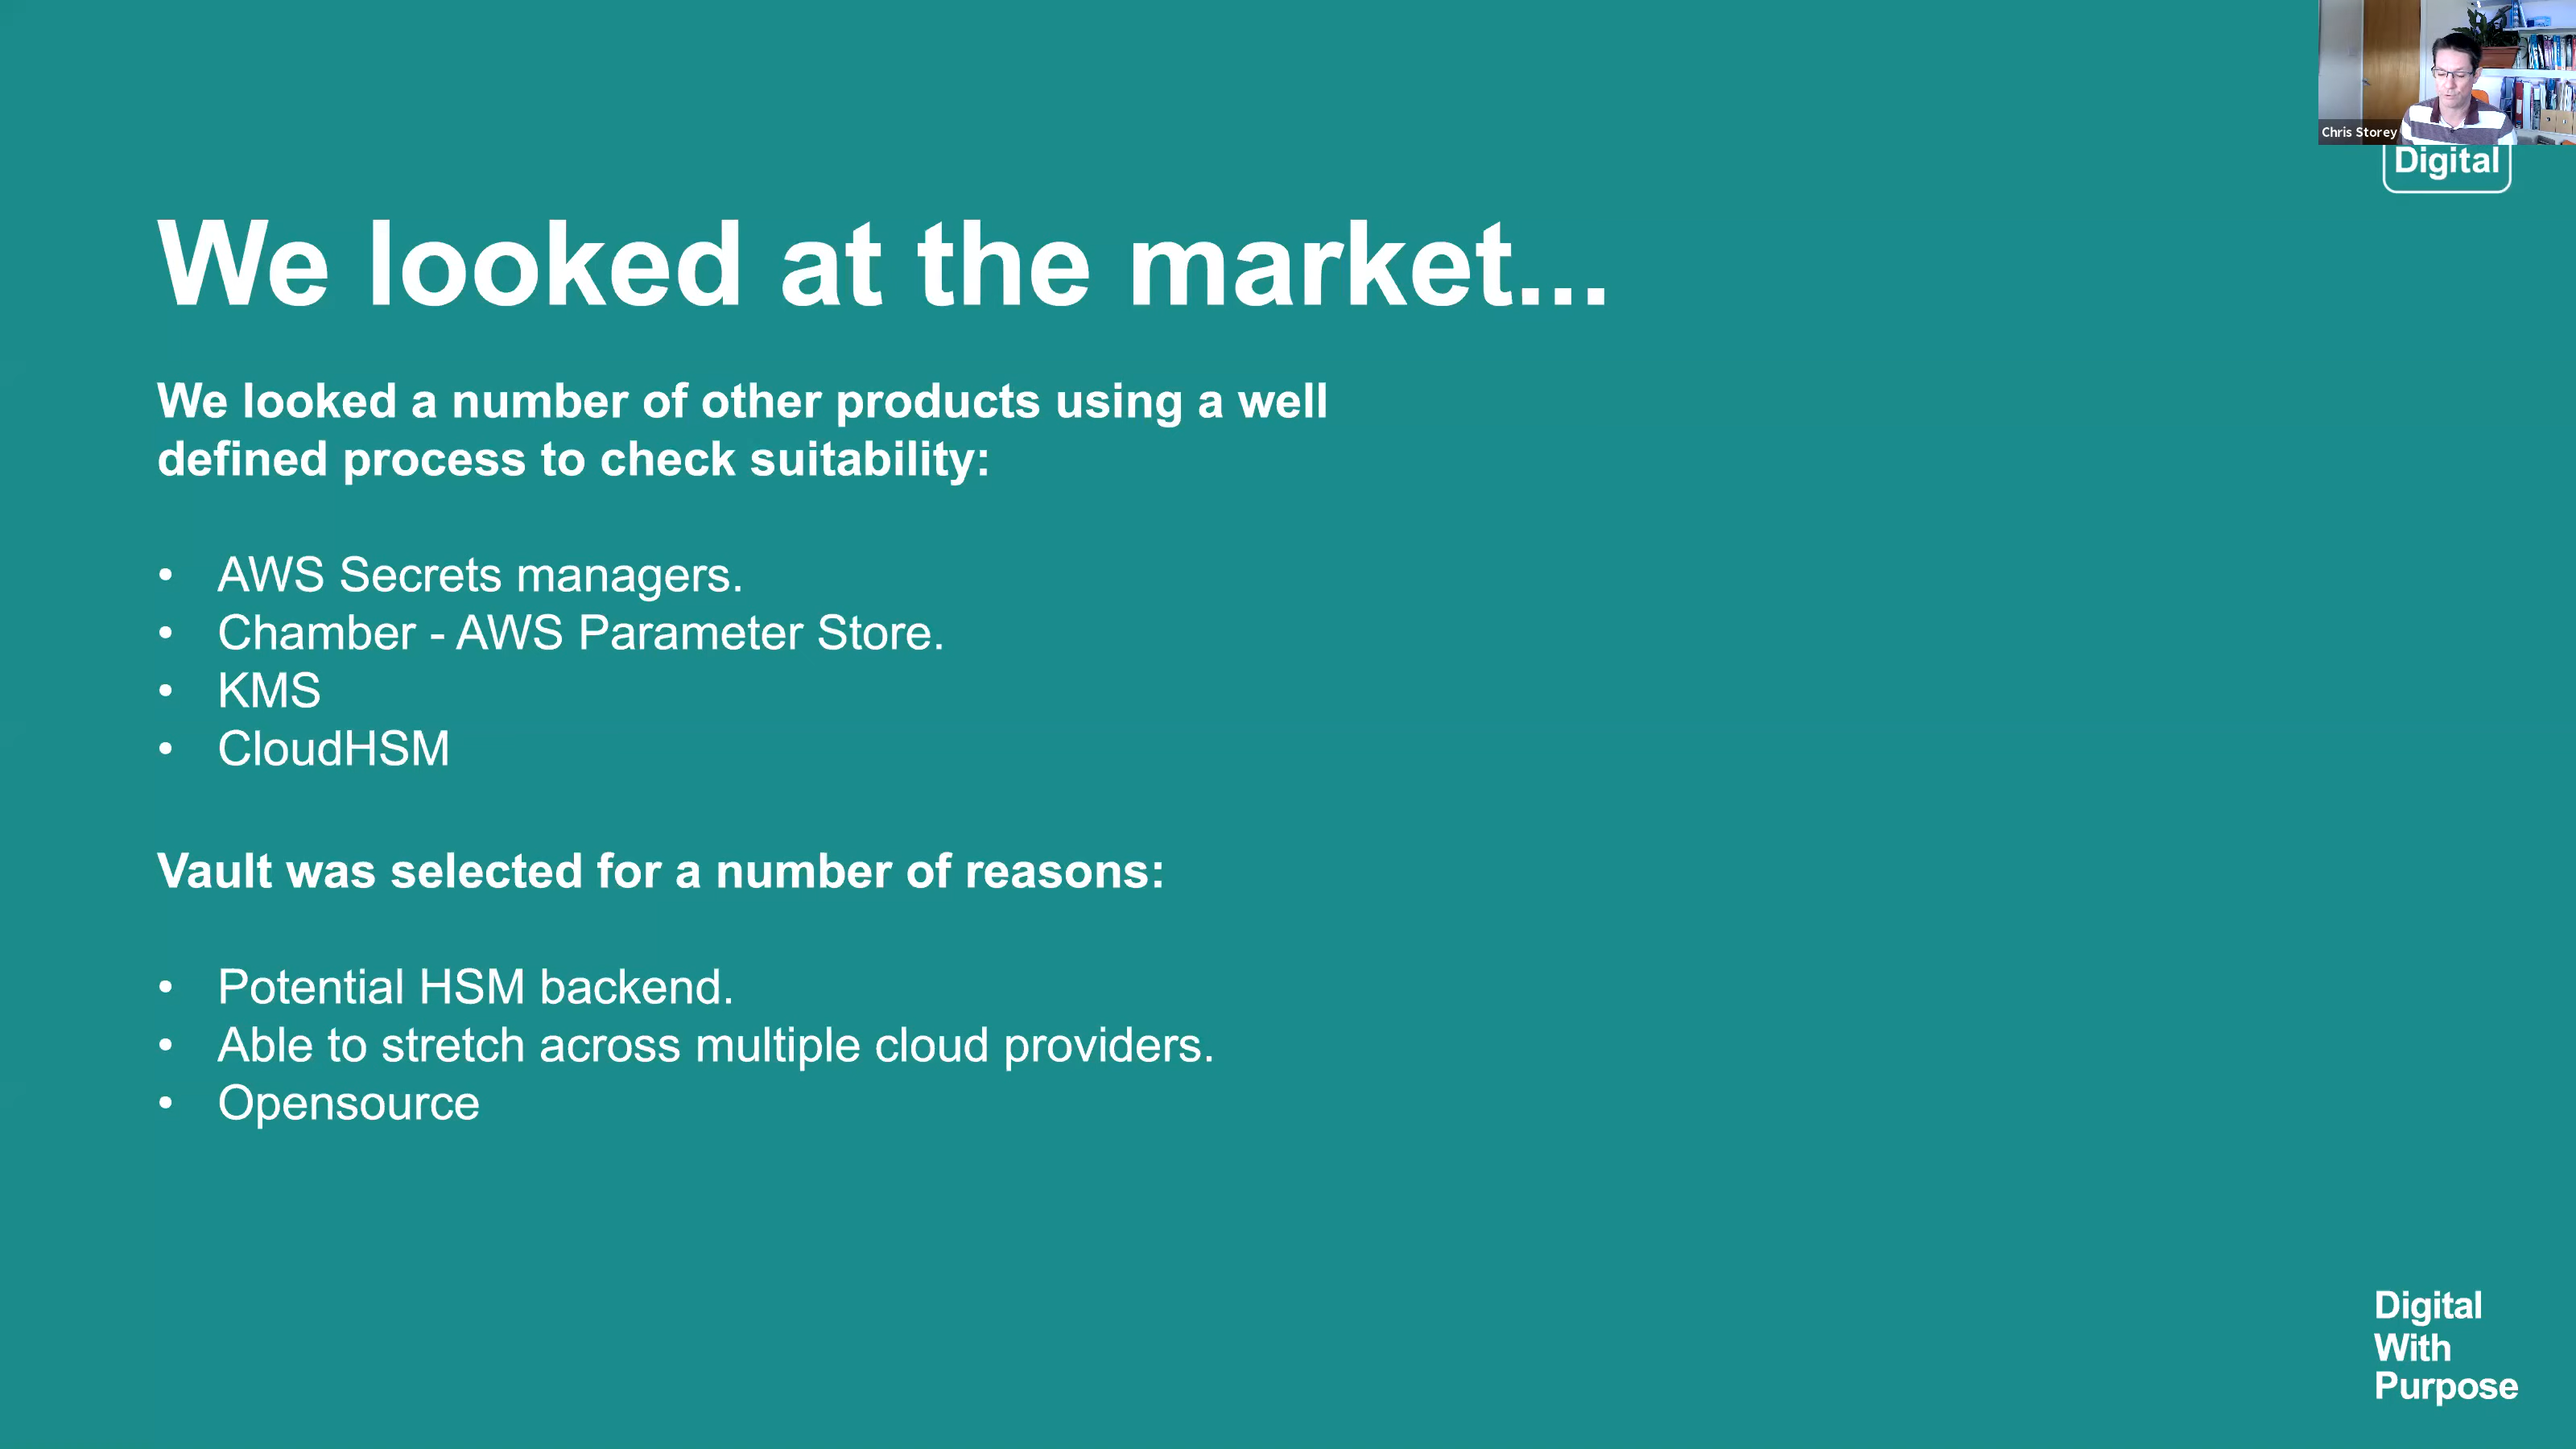 Chris Storey
Digital
We looked at the market...
We looked a number of other products using a well
defined process to check suitability:
• AWS Secrets managers.
• Chamber - AWS Parameter Store.
• KMS
• CloudHSM
Vault was selected for a number of reasons:
• Potential HSM backend.
• Able to stretch across multiple cloud providers.
• Opensource
Digital
With
Purpose